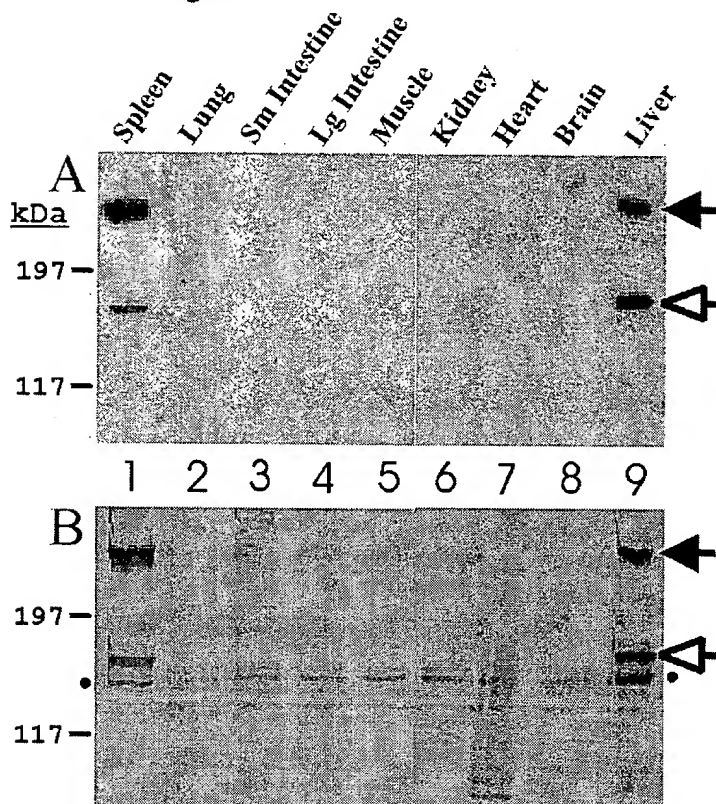 Spleen Lung Sm Intestine Lg Intestine Muscle Kidney Heart Brain Liver
A
kDa
197
117
1 2 3 4 5 6 7 8 9
B
197
117